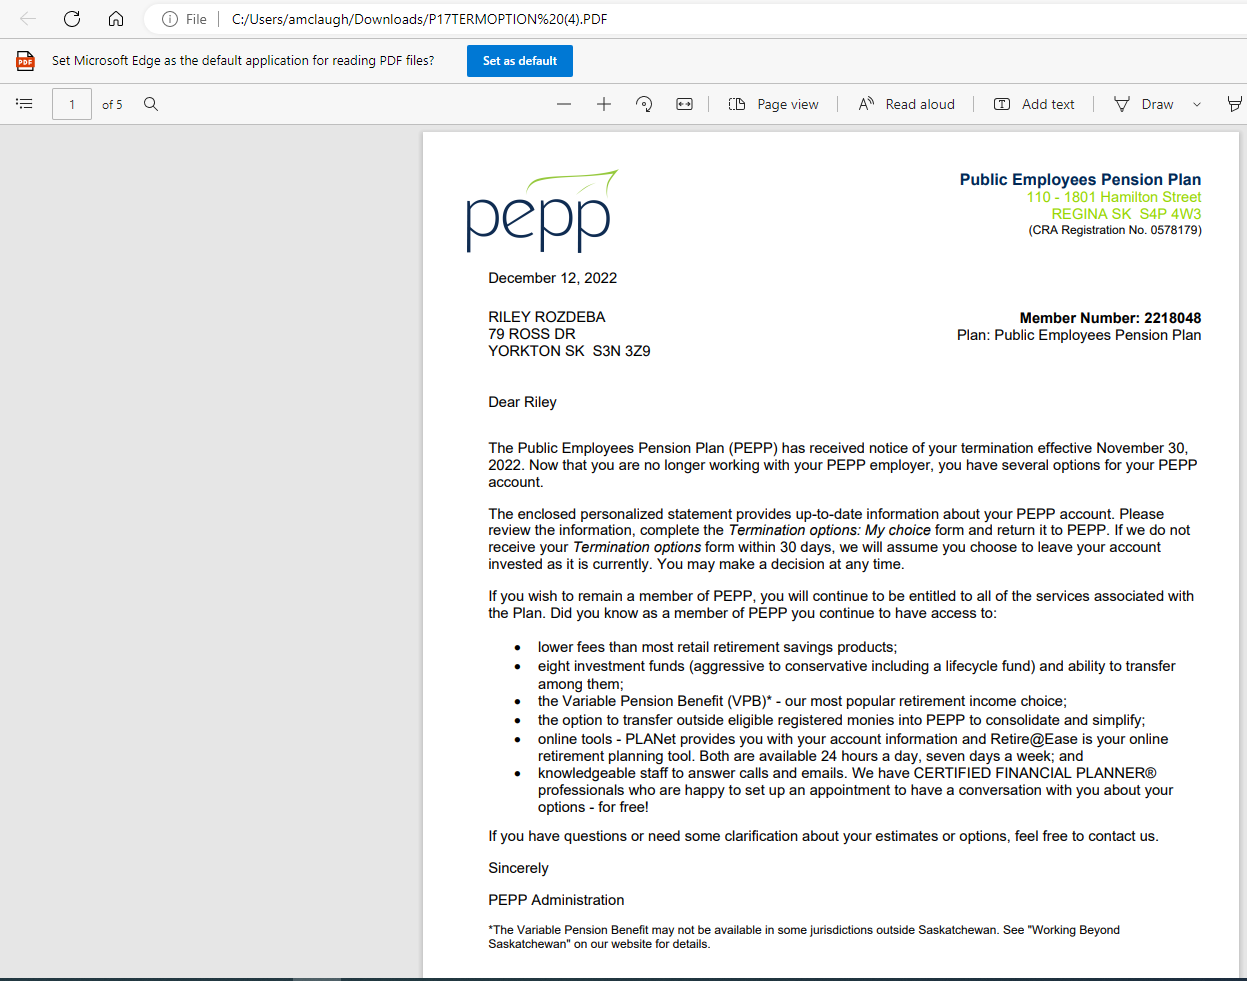 File C:/Users/amclaugh/Downloads/P17TERMOPTION%20(4).PDF
PDF Set Microsoft Edge as the default application for reading PDF files? Set as default
1 of 5 Page view A Read aloud T Add text Draw
pepp
Public Employees Pension Plan
110 - 1801 Hamilton Street
REGINA SK S4P 4W3
(CRA Registration No. 0578179)
December 12, 2022
RILEY ROZDEBA
79 ROSS DR
YORKTON SK S3N 3Z9
Member Number: 2218048
Plan: Public Employees Pension Plan
Dear Riley
The Public Employees Pension Plan (PEPP) has received notice of your termination effective November 30,
2022. Now that you are no longer working with your PEPP employer, you have several options for your PEPP
account.
The enclosed personalized statement provides up-to-date information about your PEPP account. Please
review the information, complete the Termination options: My choice form and return it to PEPP. If we do not
receive your Termination options form within 30 days, we will assume you choose to leave your account
invested as it is currently. You may make a decision at any time.
If you wish to remain a member of PEPP, you will continue to be entitled to all of the services associated with
the Plan. Did you know as a member of PEPP you continue to have access to:
• lower fees than most retail retirement savings products;
• eight investment funds (aggressive to conservative including a lifecycle fund) and ability to transfer
among them;
• the Variable Pension Benefit (VPB)* - our most popular retirement income choice;
• the option to transfer outside eligible registered monies into PEPP to consolidate and simplify;
• online tools - PLANet provides you with your account information and Retire@Ease is your online
retirement planning tool. Both are available 24 hours a day, seven days a week; and
• knowledgeable staff to answer calls and emails. We have CERTIFIED FINANCIAL PLANNER®
professionals who are happy to set up an appointment to have a conversation with you about your
options - for free!
If you have questions or need some clarification about your estimates or options, feel free to contact us.
Sincerely
PEPP Administration
*The Variable Pension Benefit may not be available in some jurisdictions outside Saskatchewan. See "Working Beyond
Saskatchewan" on our website for details.